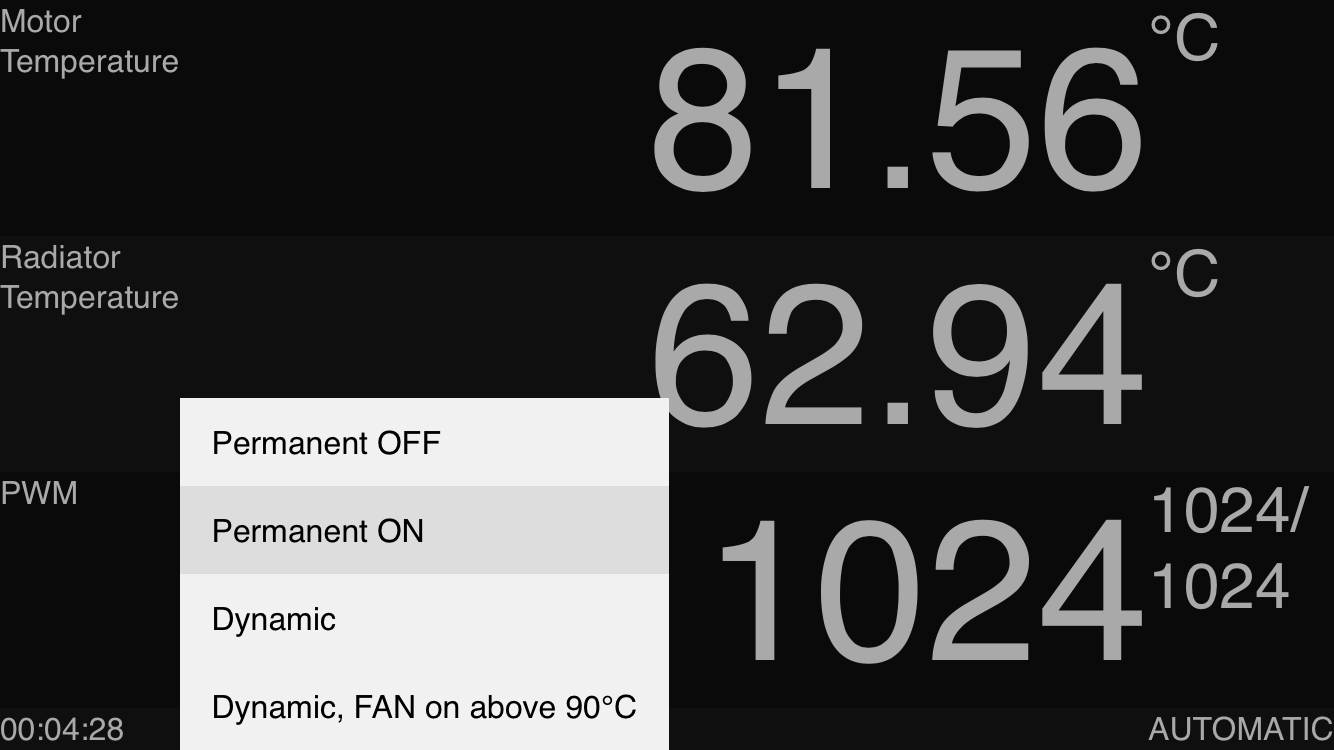 Motor
Temperature
81.56 °C
Radiator
Temperature
62.94 °C
PWM
1024 1024/
1024
Permanent OFF
Permanent ON
Dynamic
Dynamic, FAN on above 90°C
00:04:28
AUTOMATIC